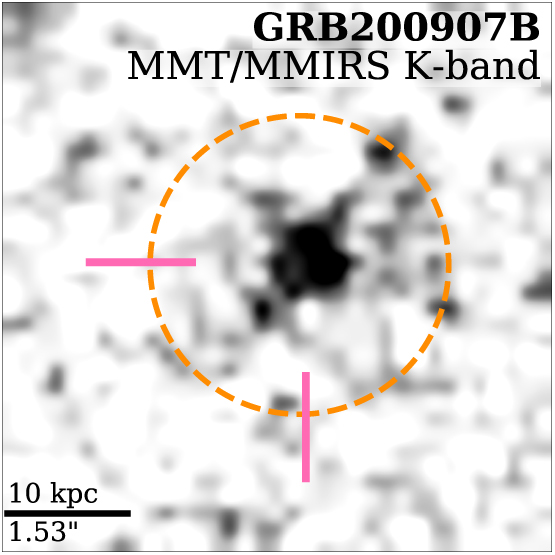 GRB200907B
MMT/MMIRS K-band
10 kpc
1.53"